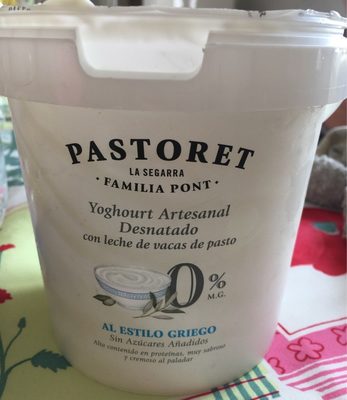 PASTORET
LA SEGARRA
· FAMILIA PONT ·
Yoghourt Artesanal
Desnatado
con leche de vacas de pasto
0%
M.G.
AL ESTILO GRIEGO
Sin Azúcares Añadidos
Alto contenido en proteínas, muy sabroso
y cremoso al paladar